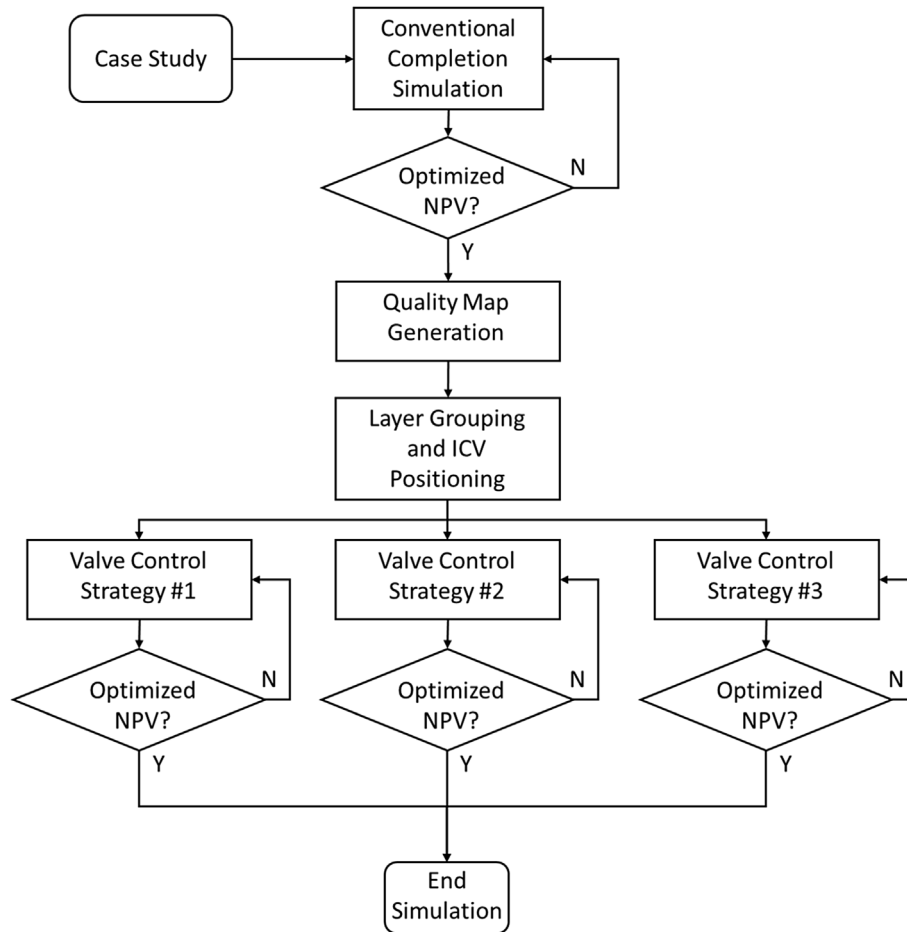 Case Study
Conventional
Completion
Simulation
Optimized
NPV?
N
Y
Quality Map
Generation
Layer Grouping
and ICV
Positioning
Valve Control
Strategy #1
Valve Control
Strategy #2
Valve Control
Strategy #3
Optimized
NPV?
N
Y
Optimized
NPV?
N
Y
Optimized
NPV?
N
Y
End
Simulation